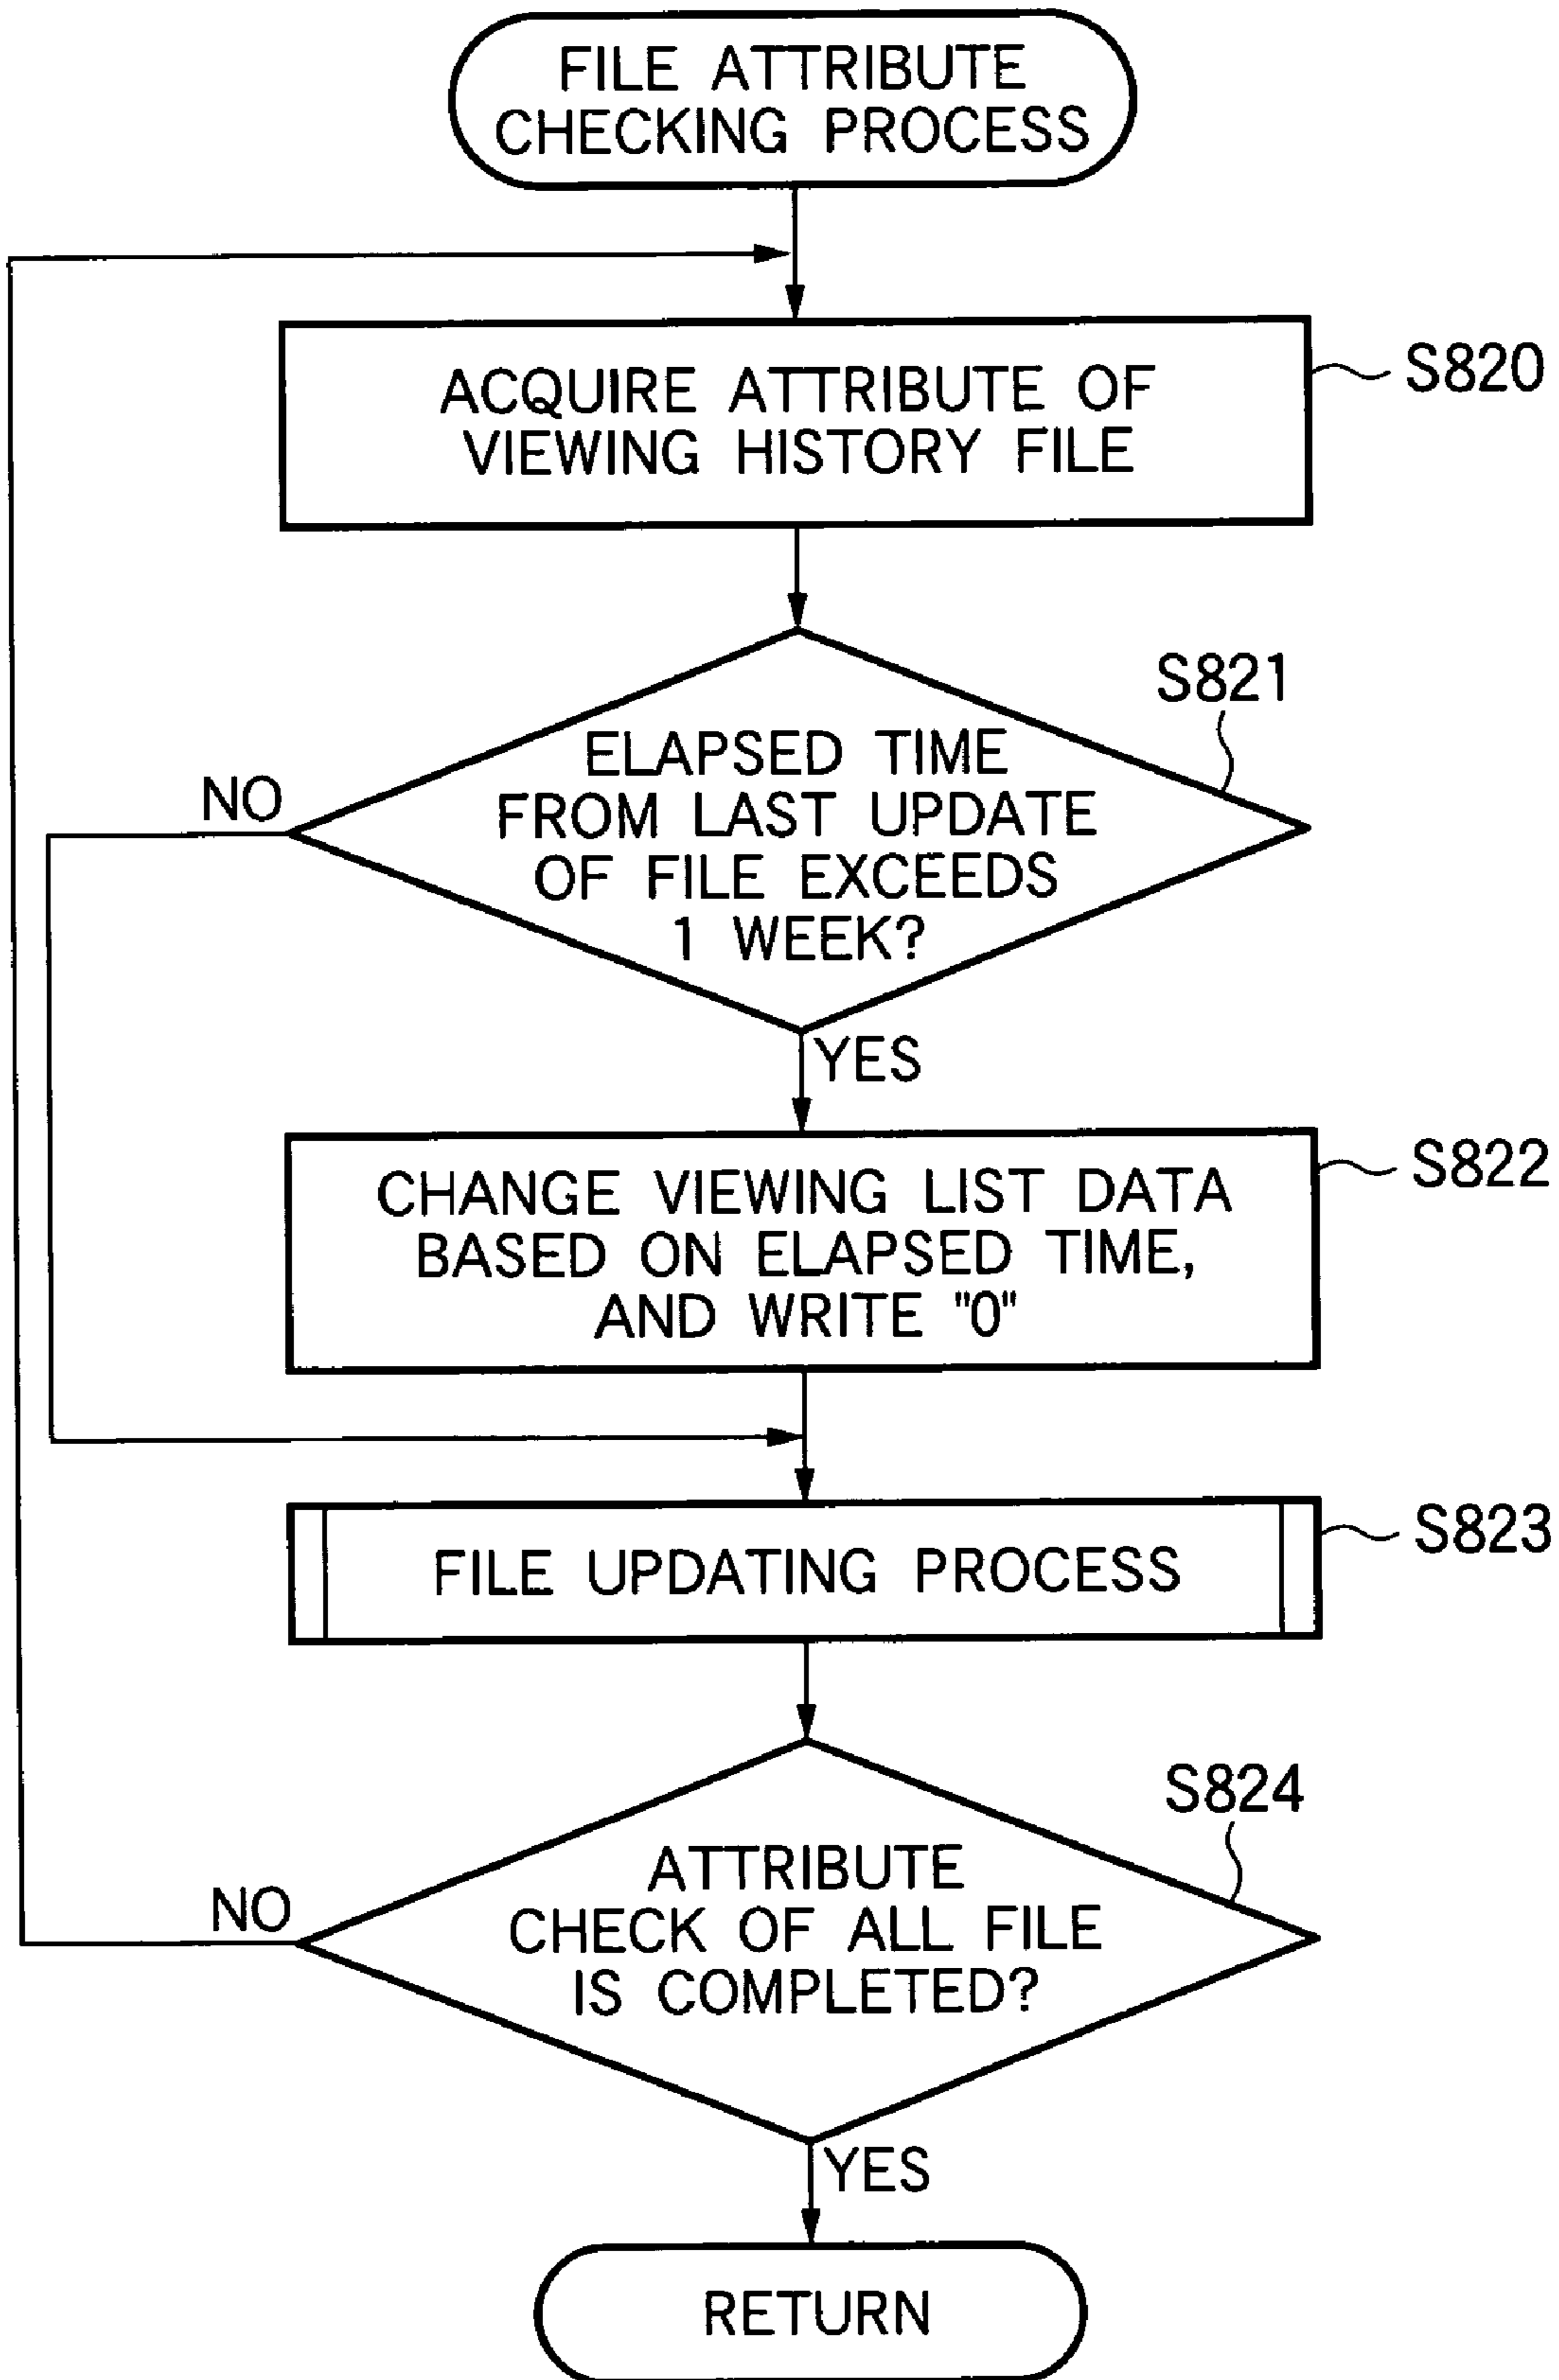 FILE ATTRIBUTE
CHECKING PROCESS
ACQUIRE ATTRIBUTE OF
VIEWING HISTORY FILE
S820
S821
ELAPSED TIME
FROM LAST UPDATE
OF FILE EXCEEDS
1 WEEK?
NO
YES
CHANGE VIEWING LIST DATA
BASED ON ELAPSED TIME,
AND WRITE "0"
S822
FILE UPDATING PROCESS
S823
S824
ATTRIBUTE
CHECK OF ALL FILE
IS COMPLETED?
NO
YES
RETURN